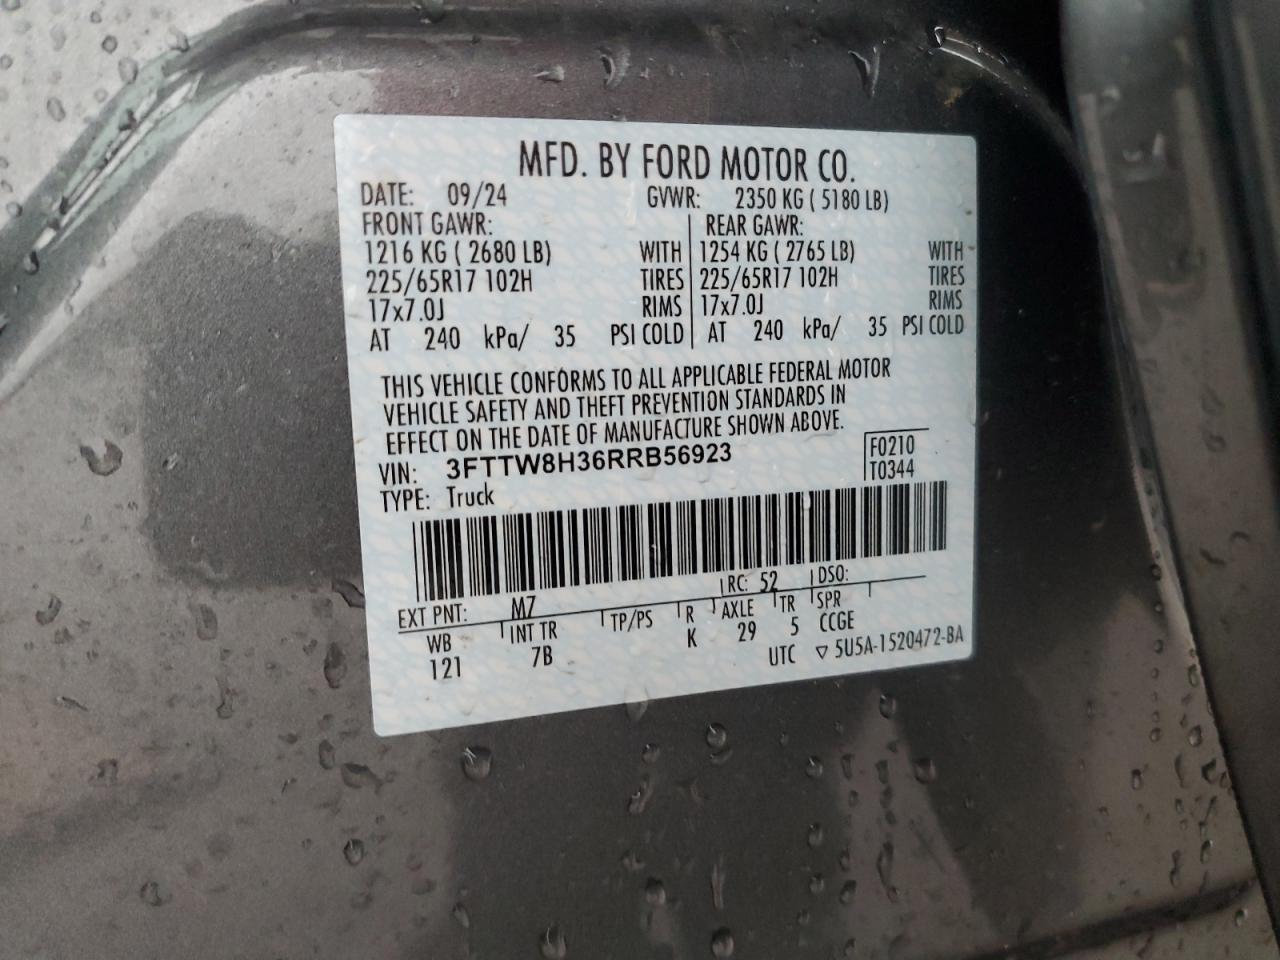 MFD. BY FORD MOTOR CO.
DATE: 09/24 GVWR: 2350 KG ( 5180 LB)
FRONT GAWR: REAR GAWR:
1216 KG ( 2680 LB) WITH 1254 KG ( 2765 LB) WITH
225/65R17 102H TIRES 225/65R17 102H TIRES
17x7.0J RIMS 17x7.0J RIMS
AT 240 kPa/ 35 PSI COLD AT 240 kPa/ 35 PSI COLD
THIS VEHICLE CONFORMS TO ALL APPLICABLE FEDERAL MOTOR
VEHICLE SAFETY AND THEFT PREVENTION STANDARDS IN
EFFECT ON THE DATE OF MANUFACTURE SHOWN ABOVE.
VIN: 3FTTW8H36RRB56923 F0210
TYPE: Truck T0344
EXT PNT: M7 RC: 52 DSO:
WB INT TR TP/PS R AXLE TR SPR
121 7B K 29 5 CCGE
UTC ▽ 5U5A-1520472-BA